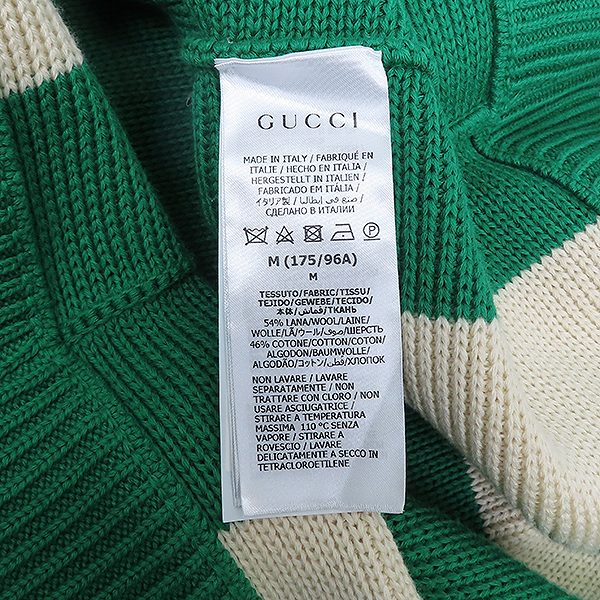 GUCCI
MADE IN ITALY / FABRIQUÉ EN
ITALIE / HECHO EN ITALIA /
HERGESTELLT IN ITALIEN /
FABRICADO EM ITÁLIA /
イタリア製 / صنع في إيطاليا /
СДЕЛАНО В ИТАЛИИ
P
M (175/96A)
M
TESSUTO/FABRIC/TISSU/
TEJIDO/GEWEBE/TECIDO/
本体/قماش/ТКАНЬ
54% LANA/WOOL/LAINE/
WOLLE/LÃ/ウール/صوف/ШЕРСТЬ
46% COTONE/COTTON/COTON/
ALGODON/BAUMWOLLE/
ALGODÃO/コットン/قطن/ХЛОПОК
NON LAVARE / LAVARE
SEPARATAMENTE / NON
TRATTARE CON CLORO / NON
USARE ASCIUGATRICE /
STIRARE A TEMPERATURA
MASSIMA 110 °C SENZA
VAPORE / STIRARE A
ROVESCIO / LAVARE
DELICATAMENTE A SECCO IN
TETRACLOROETILENE